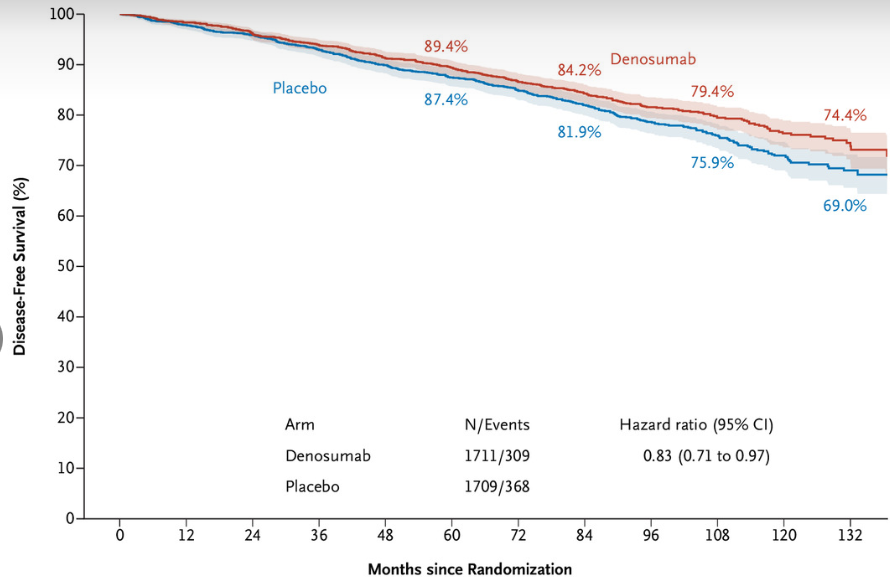 100
90
80
70
60
50
40
30
20
10
0
Disease-Free Survival (%)
89.4%
84.2%
Denosumab
79.4%
74.4%
Placebo
87.4%
81.9%
75.9%
69.0%
Arm N/Events Hazard ratio (95% CI)
Denosumab 1711/309 0.83 (0.71 to 0.97)
Placebo 1709/368
0 12 24 36 48 60 72 84 96 108 120 132
Months since Randomization